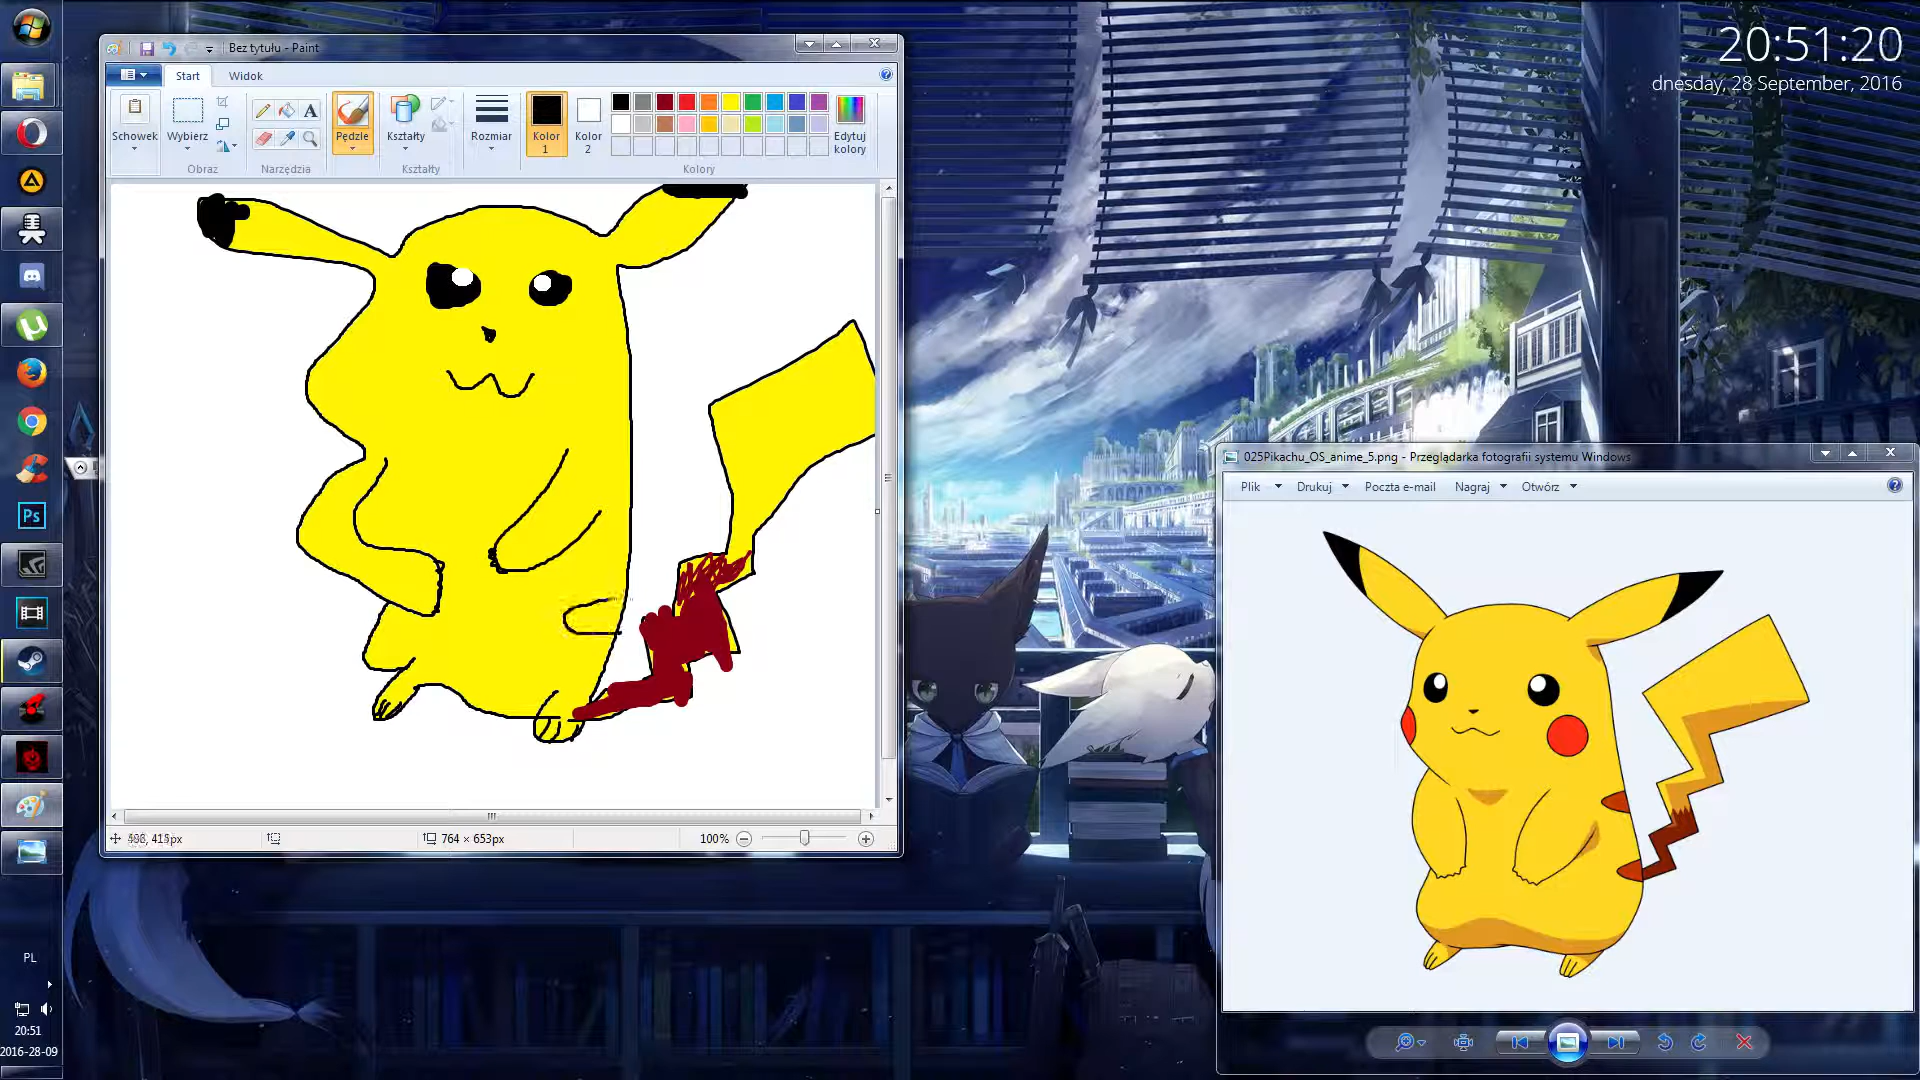 20:51:20
dnesday, 28 September, 2016
Bez tytułu - Paint
Start
Widok
Schowek
Wybierz
A
Pędzle
Kształty
Rozmiar
Kolor
1
Kolor
2
Edytuj
kolory
Obraz
Narzędzia
Kształty
Kolory
764 × 653px
100%
025Pikachu_OS_anime_5.png - Przeglądarka fotografii systemu Windows
Plik
Drukuj
Poczta e-mail
Nagraj
Otwórz
Ps
PL
20:51
2016-28-09